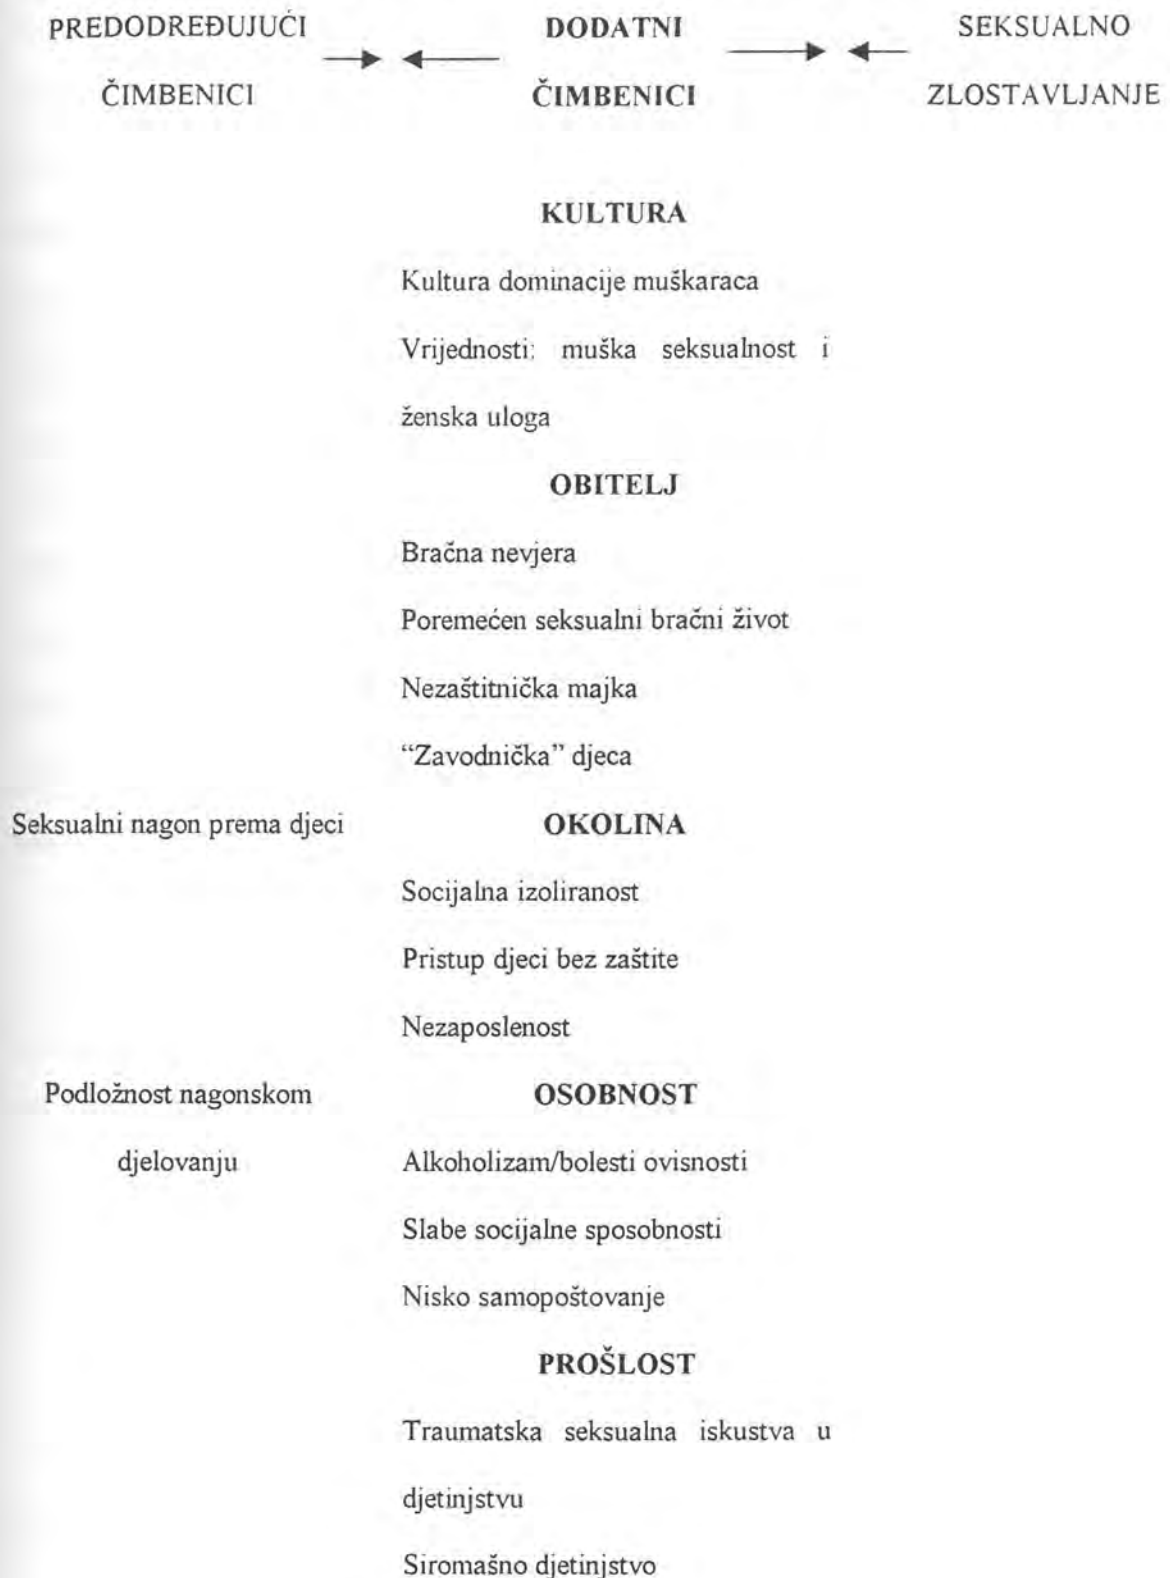 PREDODREĐUJUĆI DODATNI SEKSUALNO
ČIMBENICI ČIMBENICI ZLOSTAVLJANJE
KULTURA
Kultura dominacije muškaraca
Vrijednosti: muška seksualnost i
ženska uloga
OBITELJ
Bračna nevjera
Poremećen seksualni bračni život
Nezaštitnička majka
“Zavodnička” djeca
Seksualni nagon prema djeci OKOLINA
Socijalna izoliranost
Pristup djeci bez zaštite
Nezaposlenost
Podložnost nagonskom OSOBNOST
djelovanju Alkoholizam/bolesti ovisnosti
Slabe socijalne sposobnosti
Nisko samopoštovanje
PROŠLOST
Traumatska seksualna iskustva u
djetinjstvu
Siromašno djetinjstvo